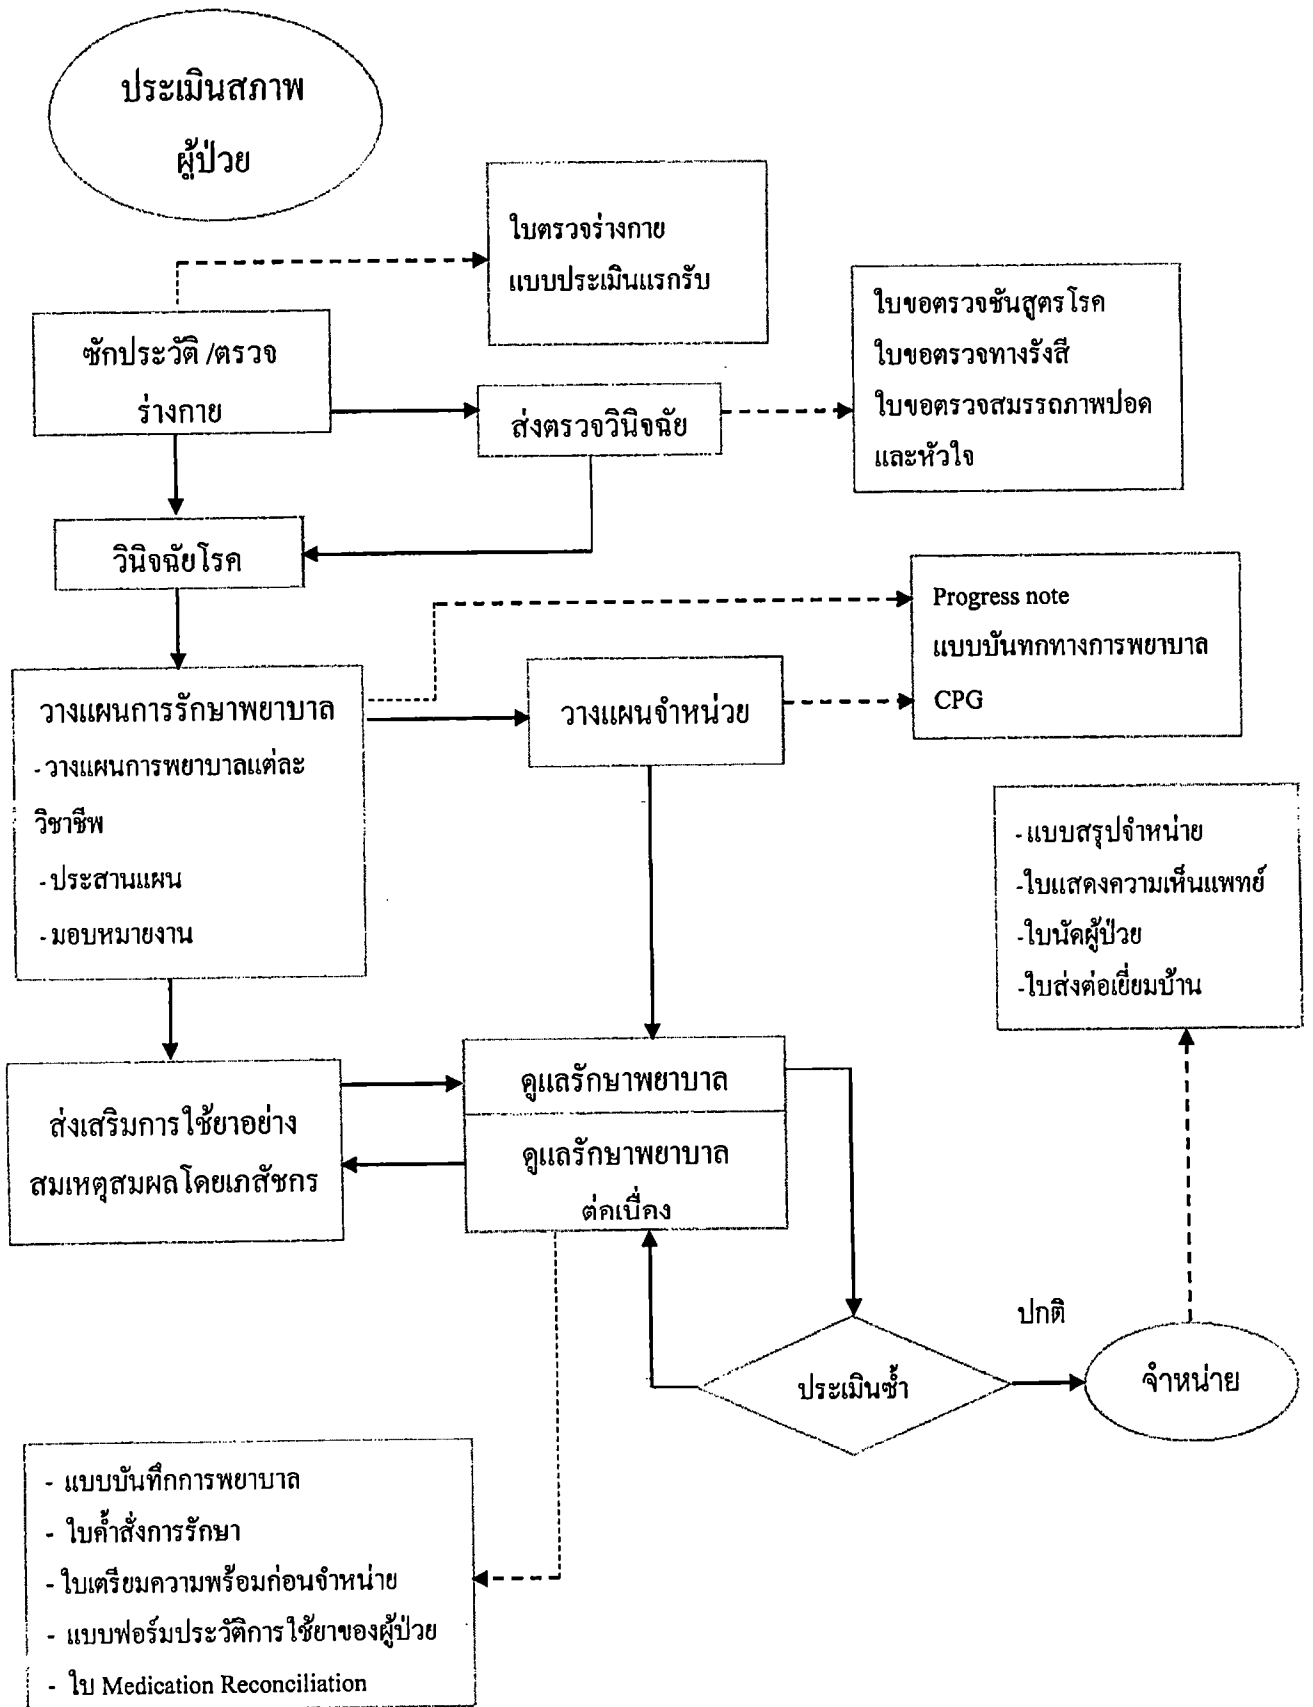 ประเมินสภาพ
ผู้ป่วย
ใบตรวจร่างกาย
แบบประเมินแรกรับ
ซักประวัติ /ตรวจ
ร่างกาย
ส่งตรวจวินิจฉัย
ใบขอตรวจชันสูตรโรค
ใบขอตรวจทางรังสี
ใบขอตรวจสมรรถภาพปอด
และหัวใจ
วินิจฉัยโรค
Progress note
แบบบันทกทางการพยาบาล
CPG
วางแผนการรักษาพยาบาล
- วางแผนการพยาบาลแต่ละ
วิชาชีพ
- ประสานแผน
- มอบหมายงาน
วางแผนจำหน่วย
- แบบสรุปจำหน่าย
-ใบแสดงความเห็นแพทย์
-ใบนัดผู้ป่วย
-ใบส่งต่อเยี่ยมบ้าน
ส่งเสริมการใช้ยาอย่าง
สมเหตุสมผลโดยเภสัชกร
ดูแลรักษาพยาบาล
ดูแลรักษาพยาบาล
ต่คเนื่คง
ปกติ
ประเมินซ้ำ
จำหน่าย
- แบบบันทึกการพยาบาล
- ใบคำสั่งการรักษา
- ใบเตรียมความพร้อมก่อนจำหน่าย
- แบบฟอร์มประวัติการใช้ยาของผู้ป่วย
- ใบ Medication Reconciliation